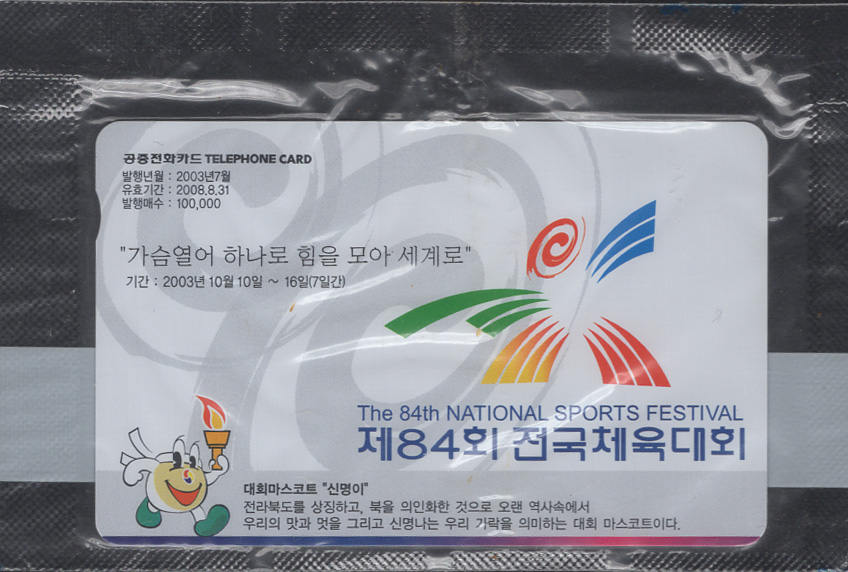 공중전화카드 TELEPHONE CARD
발행년월 : 2003년7월
유효기간 : 2008.8.31
발행매수 : 100,000
"가슴열어 하나로 힘을 모아 세계로"
기간 : 2003년 10월 10일 ~ 16일(7일간)
The 84th NATIONAL SPORTS FESTIVAL
제84회 전국체육대회
대회마스코트 "신명이"
전라북도를 상징하고, 북을 의인화한 것으로 오랜 역사속에서
우리의 맛과 멋을 그리고 신명나는 우리 가락을 의미하는 대회 마스코트이다.